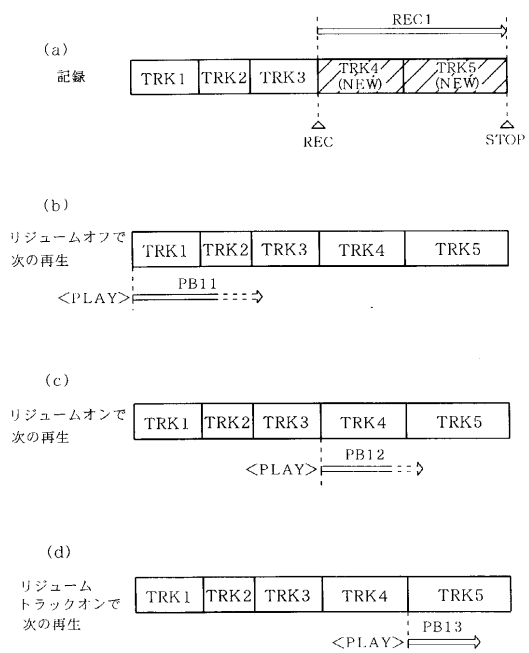 REC1
(a)
記録
TRK1 TRK2 TRK3 TRK4 (NEW) TRK5 (NEW)
REC STOP
(b)
リジュームオフで
次の再生
TRK1 TRK2 TRK3 TRK4 TRK5
<PLAY> PB11
(c)
リジュームオンで
次の再生
TRK1 TRK2 TRK3 TRK4 TRK5
<PLAY> PB12
(d)
リジューム
トラックオンで
次の再生
TRK1 TRK2 TRK3 TRK4 TRK5
<PLAY> PB13